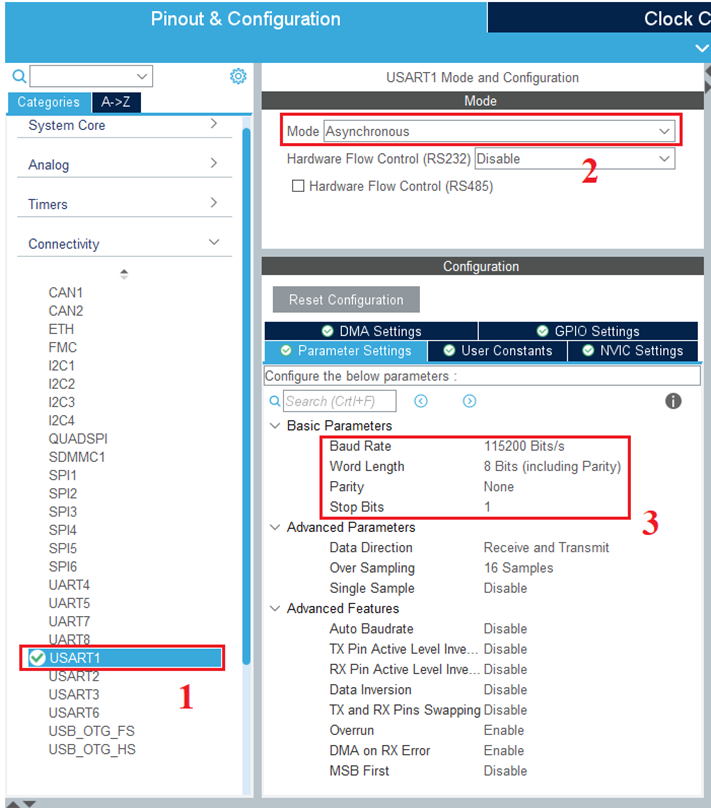 Pinout & Configuration
Clock C
Categories
A->Z
System Core
Analog
Timers
Connectivity
CAN1
CAN2
ETH
FMC
I2C1
I2C2
I2C3
I2C4
QUADSPI
SDMMC1
SPI1
SPI2
SPI3
SPI4
SPI5
SPI6
UART4
UART5
UART7
UART8
USART1
USART2
USART3
USART6
USB_OTG_FS
USB_OTG_HS
1
USART1 Mode and Configuration
Mode
Mode Asynchronous
Hardware Flow Control (RS232) Disable
Hardware Flow Control (RS485)
2
Configuration
Reset Configuration
DMA Settings
GPIO Settings
Parameter Settings
User Constants
NVIC Settings
Configure the below parameters :
Search (Crtl+F)
Basic Parameters
Baud Rate 115200 Bits/s
Word Length 8 Bits (including Parity)
Parity None
Stop Bits 1
3
Advanced Parameters
Data Direction Receive and Transmit
Over Sampling 16 Samples
Single Sample Disable
Advanced Features
Auto Baudrate Disable
TX Pin Active Level Inve... Disable
RX Pin Active Level Inve... Disable
Data Inversion Disable
TX and RX Pins Swapping Disable
Overrun Enable
DMA on RX Error Enable
MSB First Disable